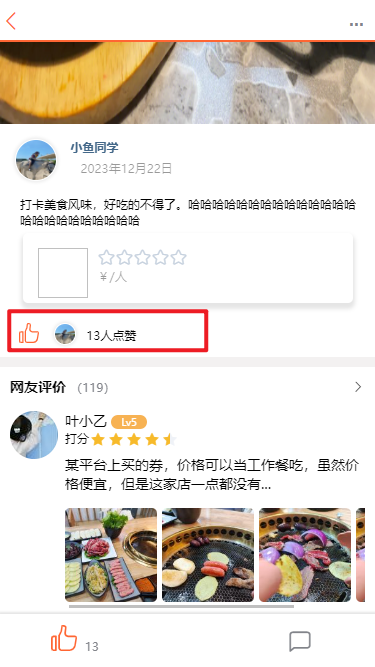 小鱼同学
2023年12月22日
打卡美食风味，好吃的不得了。哈哈哈哈哈哈哈哈哈哈哈哈哈哈
哈哈哈哈哈哈哈哈哈哈
￥/人
13人点赞
网友评价 （119）
叶小乙 Lv5
打分
某平台上买的券，价格可以当工作餐吃，虽然价
格便宜，但是这家店一点都没有...
13